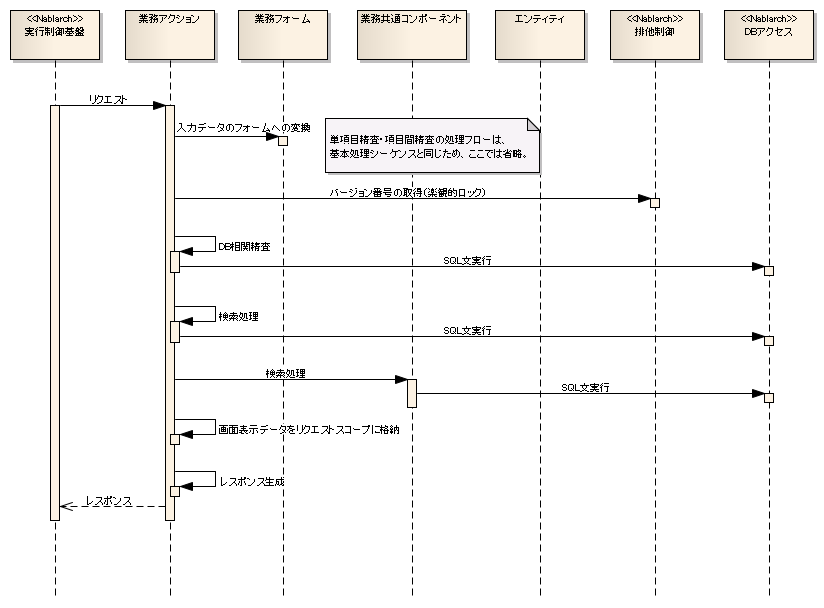 <<Nablarch>>
実行制御基盤
業務アクション
業務フォーム
業務共通コンポーネント
エンティティ
<<Nablarch>>
排他制御
<<Nablarch>>
DBアクセス
リクエスト
入力データのフォームへの変換
単項目精査・項目間精査の処理フローは、
基本処理シーケンスと同じため、ここでは省略。
バージョン番号の取得（楽観的ロック）
DB相関精査
SQL文実行
検索処理
SQL文実行
検索処理
SQL文実行
画面表示データをリクエストスコープに格納
レスポンス生成
レスポンス